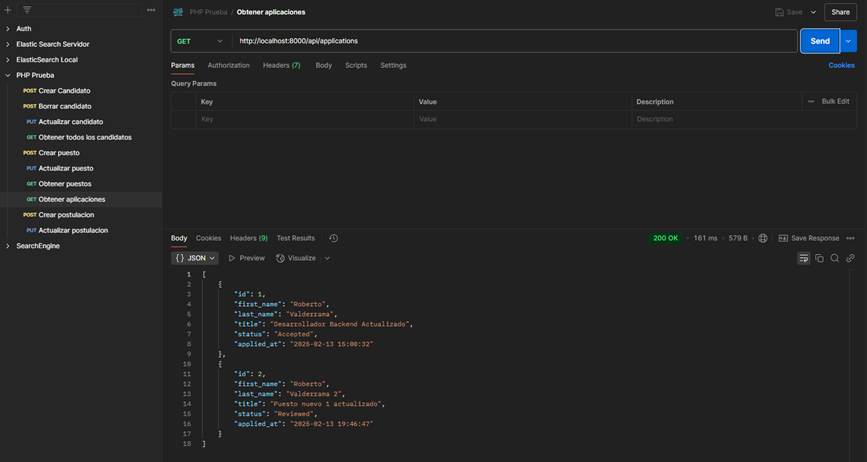 PHP Prueba / Obtener aplicaciones
Save
Share
GET
http://localhost:8000/api/applications
Send
Params
Authorization
Headers (7)
Body
Scripts
Settings
Cookies
Query Params
Key
Value
Description
Bulk Edit
Key
Value
Description
Auth
Elastic Search Servidor
ElasticSearch Local
PHP Prueba
POST Crear Candidato
POST Borrar candidato
PUT Actualizar candidato
GET Obtener todos los candidatos
POST Crear puesto
PUT Actualizar puesto
GET Obtener puestos
GET Obtener aplicaciones
POST Crear postulacion
PUT Actualizar postulacion
SearchEngine
Body
Cookies
Headers (9)
Test Results
200 OK
161 ms
579 B
Save Response
{} JSON
Preview
Visualize
1 [
2 {
3 "id": 1,
4 "first_name": "Roberto",
5 "last_name": "Valderrama",
6 "title": "Desarrollador Backend Actualizado",
7 "status": "Accepted",
8 "applied_at": "2025-02-13 15:00:32"
9 },
10 {
11 "id": 2,
12 "first_name": "Roberto",
13 "last_name": "Valderrama 2",
14 "title": "Puesto nuevo 1 actualizado",
15 "status": "Reviewed",
16 "applied_at": "2025-02-13 19:46:47"
17 }
18 ]